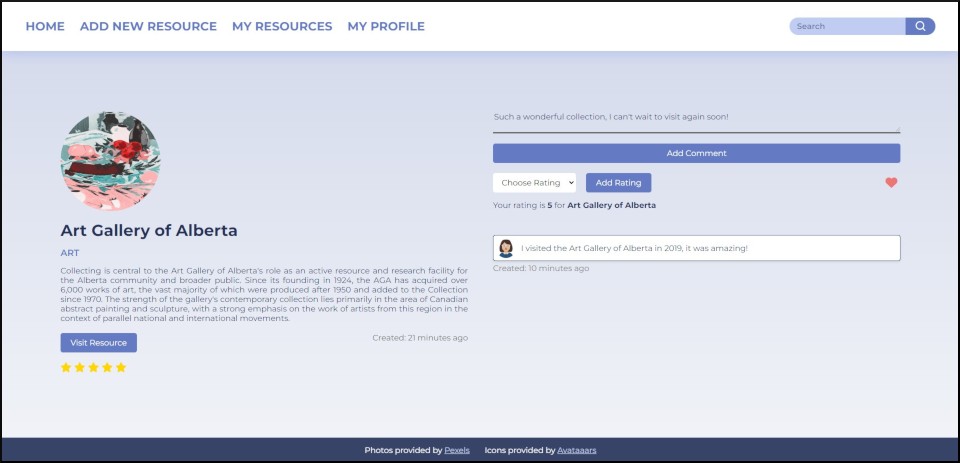 HOME ADD NEW RESOURCE MY RESOURCES MY PROFILE Search
Art Gallery of Alberta
ART
Collecting is central to the Art Gallery of Alberta's role as an active resource and research facility for
the Alberta community and broader public. Since its founding in 1924, the AGA has acquired over
6,000 works of art, the vast majority of which were produced after 1950 and added to the Collection
since 1970. The strength of the gallery's contemporary collection lies primarily in the area of Canadian
abstract painting and sculpture, with a strong emphasis on the work of artists from this region in the
context of parallel national and international movements.
Visit Resource Created: 21 minutes ago
Such a wonderful collection, I can't wait to visit again soon!
Add Comment
Choose Rating Add Rating
Your rating is 5 for Art Gallery of Alberta
I visited the Art Gallery of Alberta in 2019, it was amazing!
Created: 10 minutes ago
Photos provided by Pexels Icons provided by Avataaars